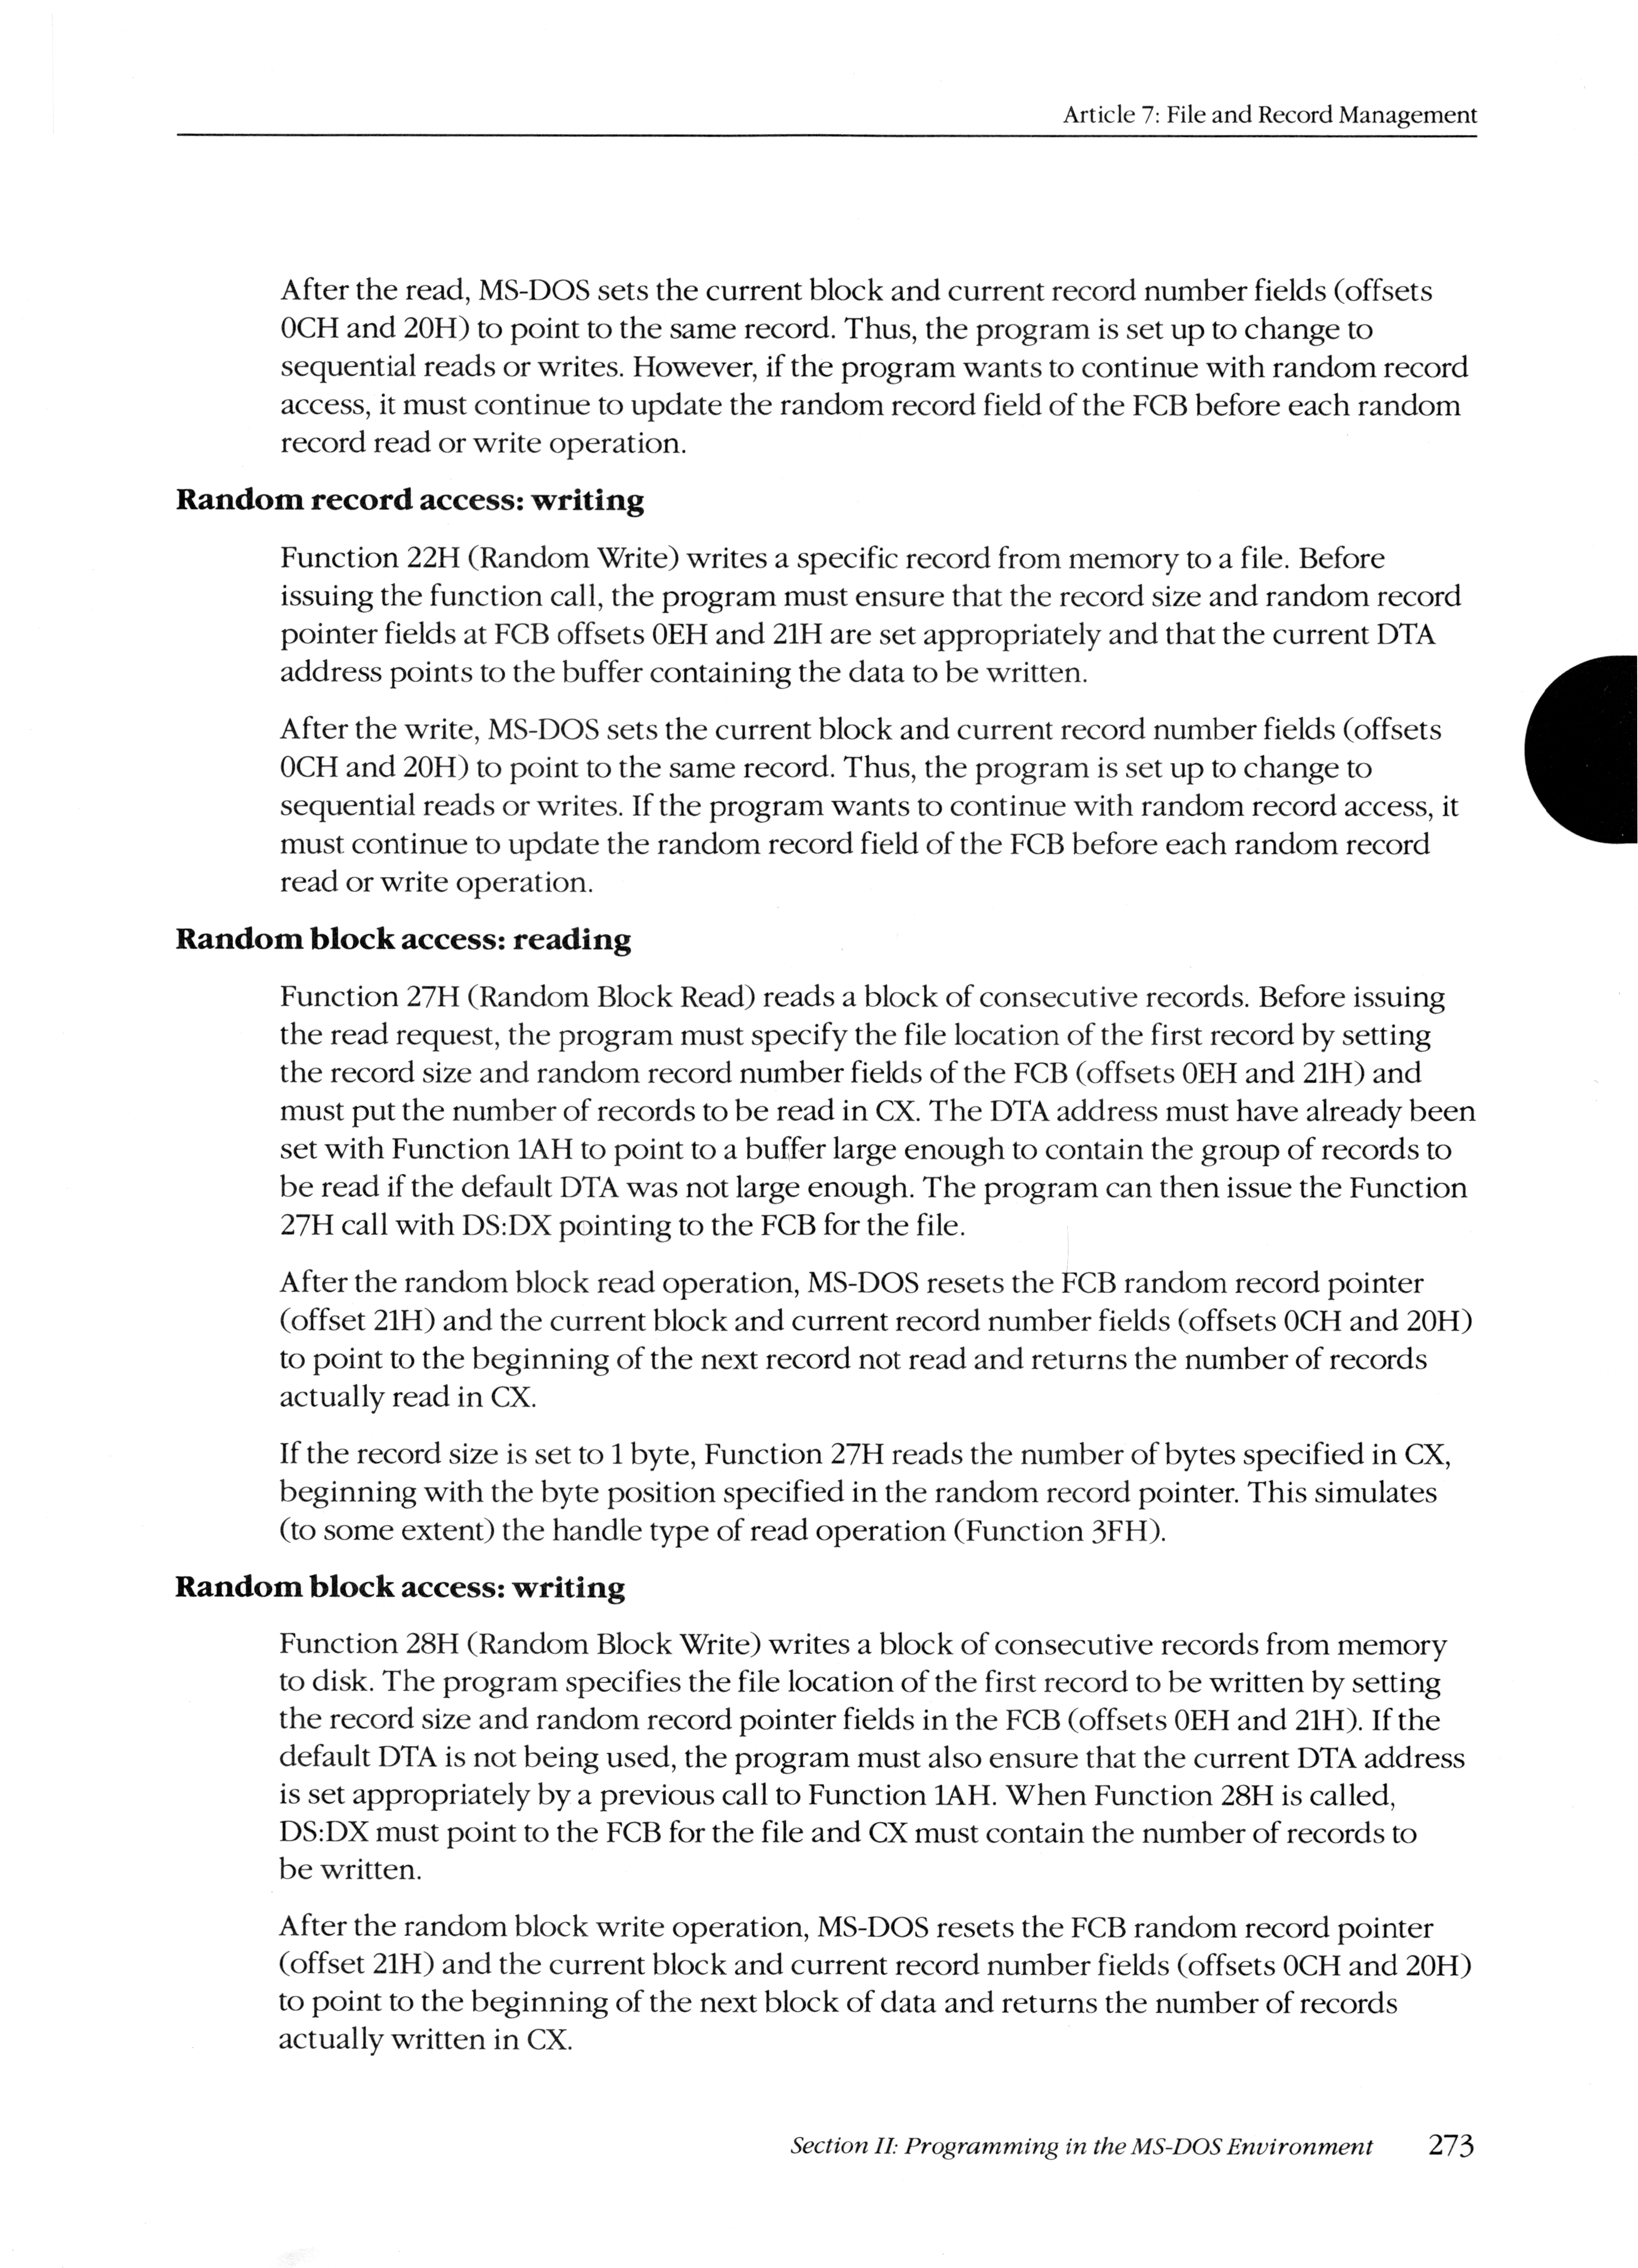 Article 7: File and Record Management
After the read, MS-DOS sets the current block and current record number fields (offsets
0CH and 20H) to point to the same record. Thus, the program is set up to change to
sequential reads or writes. However, if the program wants to continue with random record
access, it must continue to update the random record field of the FCB before each random
record read or write operation.
Random record access: writing
Function 22H (Random Write) writes a specific record from memory to a file. Before
issuing the function call, the program must ensure that the record size and random record
pointer fields at FCB offsets 0EH and 21H are set appropriately and that the current DTA
address points to the buffer containing the data to be written.
After the write, MS-DOS sets the current block and current record number fields (offsets
0CH and 20H) to point to the same record. Thus, the program is set up to change to
sequential reads or writes. If the program wants to continue with random record access, it
must continue to update the random record field of the FCB before each random record
read or write operation.
Random block access: reading
Function 27H (Random Block Read) reads a block of consecutive records. Before issuing
the read request, the program must specify the file location of the first record by setting
the record size and random record number fields of the FCB (offsets 0EH and 21H) and
must put the number of records to be read in CX. The DTA address must have already been
set with Function 1AH to point to a buffer large enough to contain the group of records to
be read if the default DTA was not large enough. The program can then issue the Function
27H call with DS:DX pointing to the FCB for the file.
After the random block read operation, MS-DOS resets the FCB random record pointer
(offset 21H) and the current block and current record number fields (offsets 0CH and 20H)
to point to the beginning of the next record not read and returns the number of records
actually read in CX.
If the record size is set to 1 byte, Function 27H reads the number of bytes specified in CX,
beginning with the byte position specified in the random record pointer. This simulates
(to some extent) the handle type of read operation (Function 3FH).
Random block access: writing
Function 28H (Random Block Write) writes a block of consecutive records from memory
to disk. The program specifies the file location of the first record to be written by setting
the record size and random record pointer fields in the FCB (offsets 0EH and 21H). If the
default DTA is not being used, the program must also ensure that the current DTA address
is set appropriately by a previous call to Function 1AH. When Function 28H is called,
DS:DX must point to the FCB for the file and CX must contain the number of records to
be written.
After the random block write operation, MS-DOS resets the FCB random record pointer
(offset 21H) and the current block and current record number fields (offsets 0CH and 20H)
to point to the beginning of the next block of data and returns the number of records
actually written in CX.
Section II: Programming in the MS-DOS Environment 273